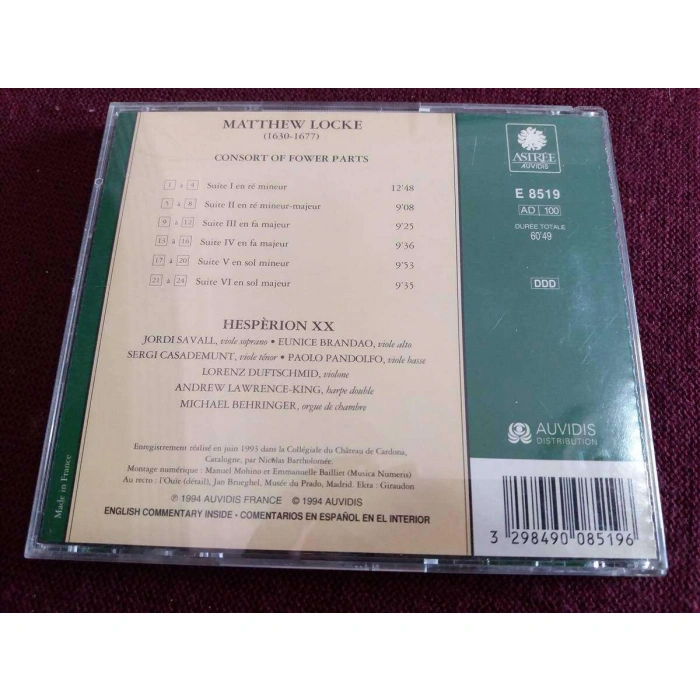 MATTHEW LOCKE
(1630-1677)
CONSORT OF FOWER PARTS
1 à 4 Suite I en ré mineur 12'48
5 à 8 Suite II en ré mineur-majeur 9'08
9 à 12 Suite III en fa majeur 9'25
13 à 16 Suite IV en fa majeur 9'36
17 à 20 Suite V en sol mineur 9'53
21 à 24 Suite VI en sol majeur 9'35
HESPÈRION XX
JORDI SAVALL, viole soprano • EUNICE BRANDAO, viole alto
SERGI CASADEMUNT, viole ténor • PAOLO PANDOLFO, viole basse
LORENZ DUFTSCHMID, violone
ANDREW LAWRENCE-KING, harpe double
MICHAEL BEHRINGER, orgue de chambre
Enregistrement réalisé en juin 1993 dans la Collégiale du Château de Cardona,
Catalogne, par Nicolas Bartholomée.
Montage numérique : Manuel Mohino et Emmanuelle Baillier (Musica Numeris)
Au recto : l'Ouïe (détail), Jan Brueghel, Musée du Prado, Madrid. Ekta : Giraudon
℗ 1994 AUVIDIS FRANCE © 1994 AUVIDIS
ENGLISH COMMENTARY INSIDE - COMENTARIOS EN ESPAÑOL EN EL INTERIOR
Made in France
ASTRÉE
AUVIDIS
E 8519
AD 100
DURÉE TOTALE
60'49
DDD
AUVIDIS
DISTRIBUTION
3 298490 085196